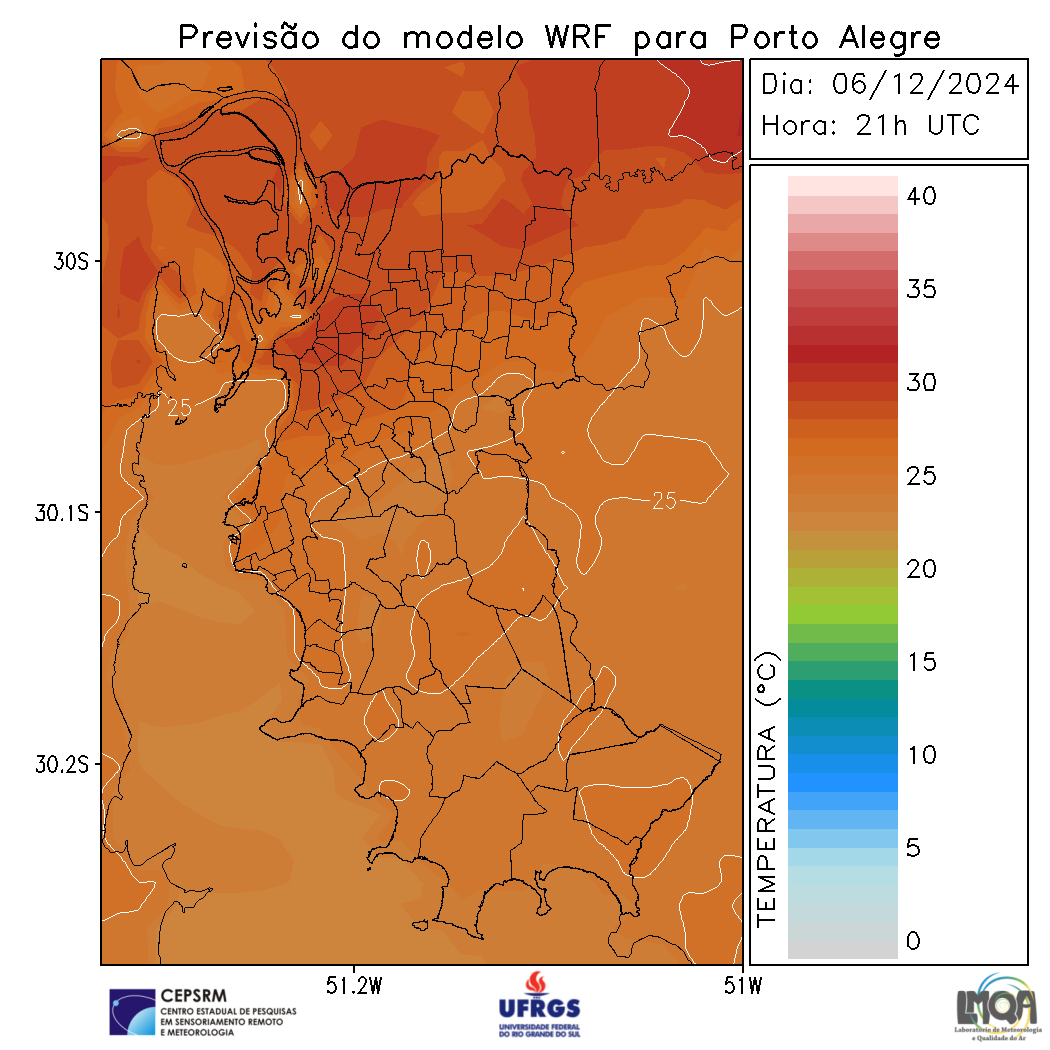 Previsão do modelo WRF para Porto Alegre
Dia: 06/12/2024
Hora: 21h UTC
30S
30.1S
30.2S
51.2W
51W
25
25
TEMPERATURA (°C)
40
35
30
25
20
15
10
5
0
CEPSRM
CENTRO ESTADUAL DE PESQUISAS
EM SENSORIAMENTO REMOTO
E METEOROLOGIA
UFRGS
UNIVERSIDADE FEDERAL
DO RIO GRANDE DO SUL
LMQA
Laboratório de Meteorologia
e Qualidade do Ar